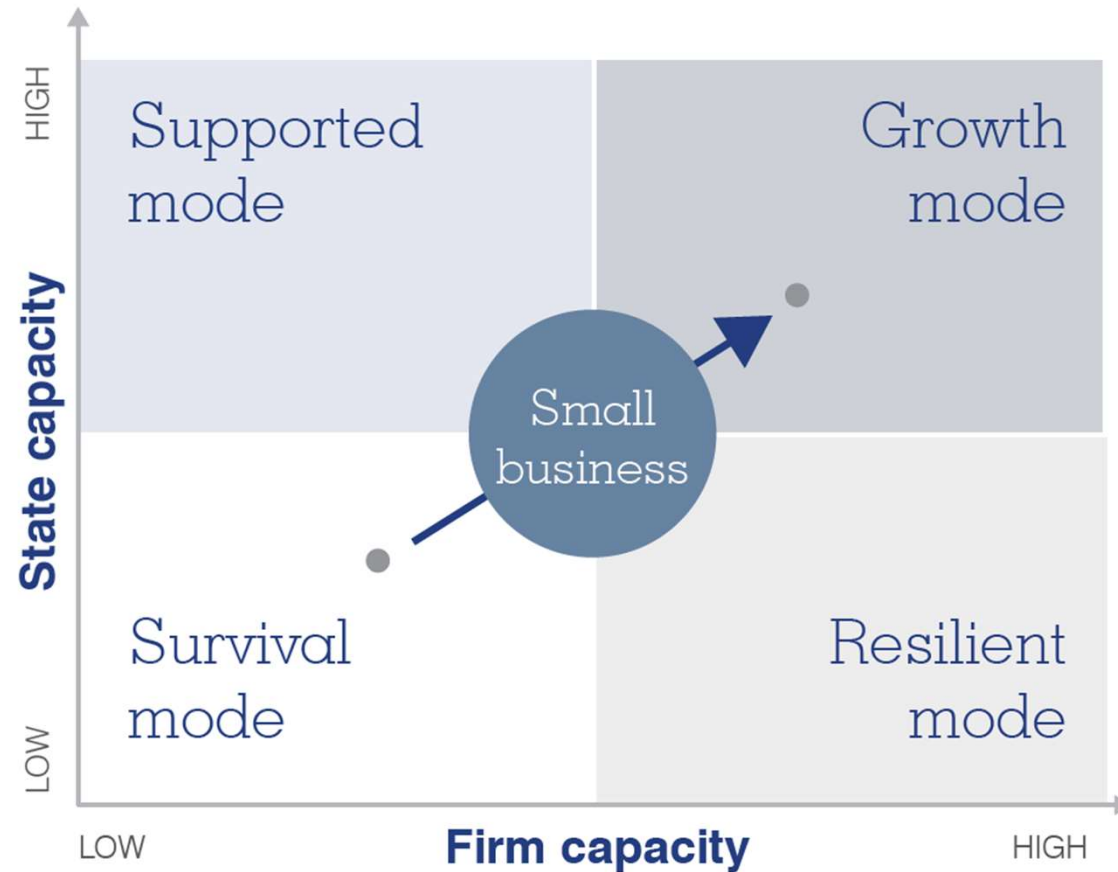 HIGH
Supported
mode
Growth
mode
State capacity
Small
business
Survival
mode
Resilient
mode
LOW
LOW
Firm capacity
HIGH